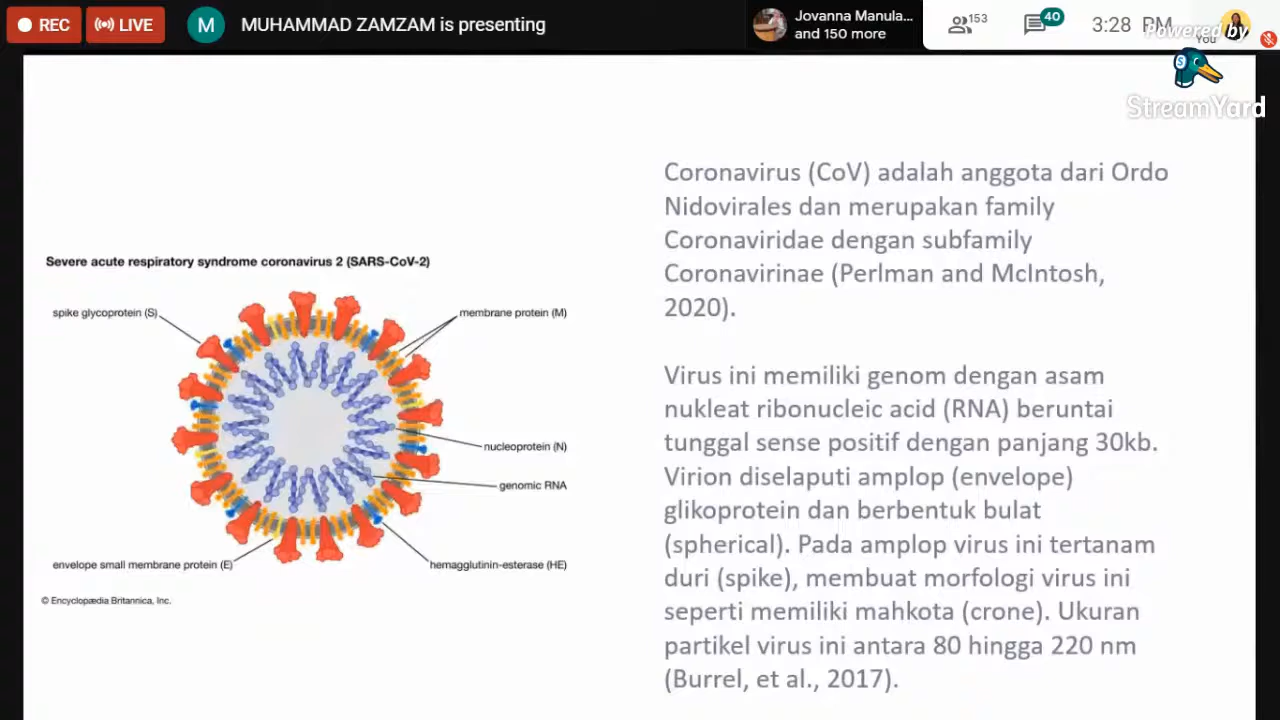 REC
LIVE
M
MUHAMMAD ZAMZAM is presenting
Jovanna Manula...
and 150 more
153
40
3:28 PM
You
Powered by
S
StreamYard
Coronavirus (CoV) adalah anggota dari Ordo
Nidovirales dan merupakan family
Coronaviridae dengan subfamily
Coronavirinae (Perlman and McIntosh,
2020).
Virus ini memiliki genom dengan asam
nukleat ribonucleic acid (RNA) beruntai
tunggal sense positif dengan panjang 30kb.
Virion diselaputi amplop (envelope)
glikoprotein dan berbentuk bulat
(spherical). Pada amplop virus ini tertanam
duri (spike), membuat morfologi virus ini
seperti memiliki mahkota (crone). Ukuran
partikel virus ini antara 80 hingga 220 nm
(Burrel, et al., 2017).
Severe acute respiratory syndrome coronavirus 2 (SARS-CoV-2)
spike glycoprotein (S)
membrane protein (M)
nucleoprotein (N)
genomic RNA
envelope small membrane protein (E)
hemagglutinin-esterase (HE)
© Encyclopædia Britannica, Inc.